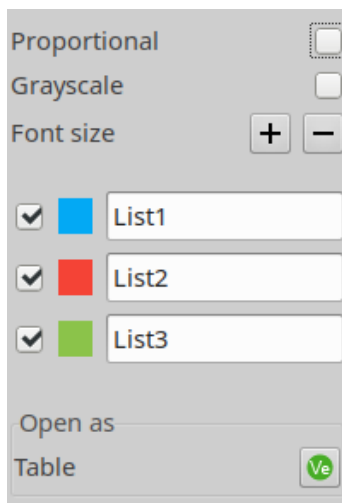 Proportional
Grayscale
Font size + −
List1
List2
List3
Open as
Table Ve